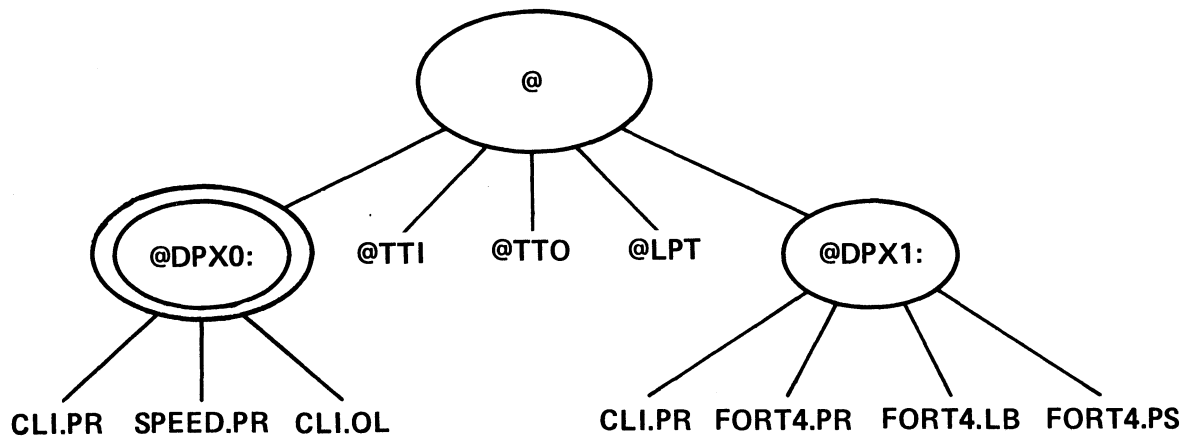 @
@DPX0: @TTI @TTO @LPT @DPX1:
CLI.PR SPEED.PR CLI.OL CLI.PR FORT4.PR FORT4.LB FORT4.PS